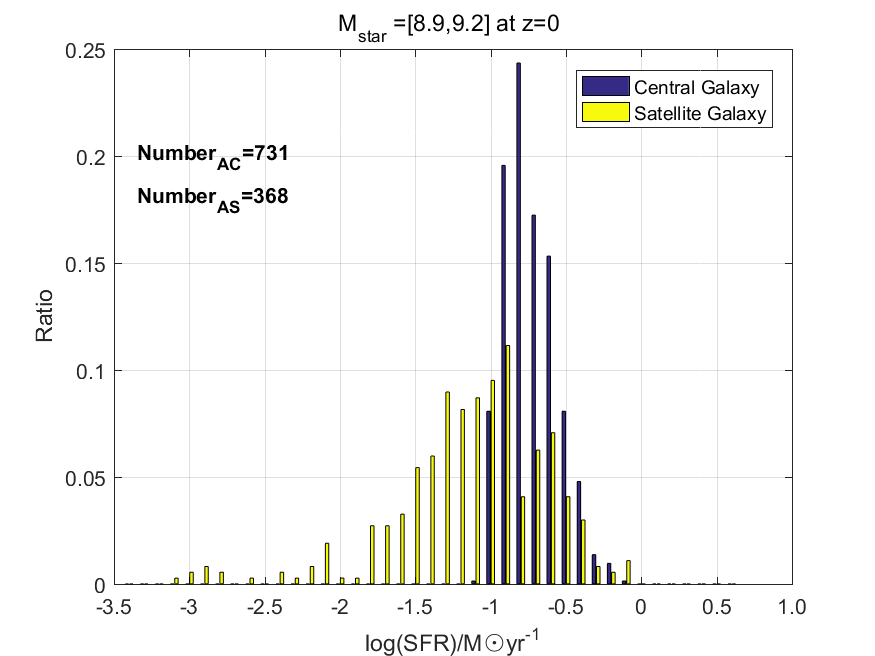 M_star =[8.9,9.2] at z=0
0.25
0.2
0.15
0.1
0.05
0
Ratio
Number_AC=731
Number_AS=368
Central Galaxy
Satellite Galaxy
-3.5 -3 -2.5 -2 -1.5 -1 -0.5 0 0.5 1.0
log(SFR)/M☉yr^-1